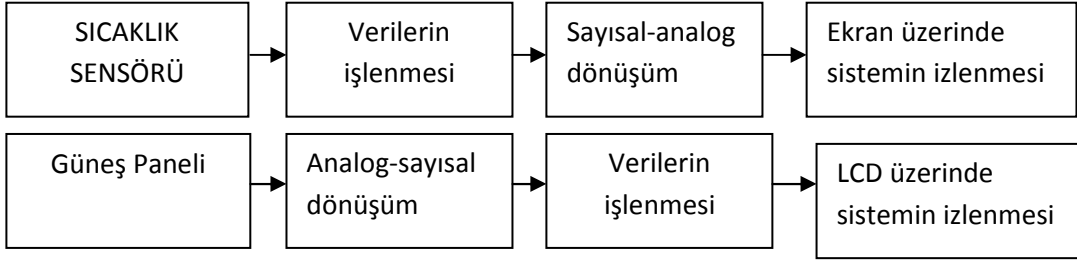 SICAKLIK
SENSÖRÜ
Verilerin
işlenmesi
Sayısal-analog
dönüşüm
Ekran üzerinde
sistemin izlenmesi
Güneş Paneli
Analog-sayısal
dönüşüm
Verilerin
işlenmesi
LCD üzerinde
sistemin izlenmesi